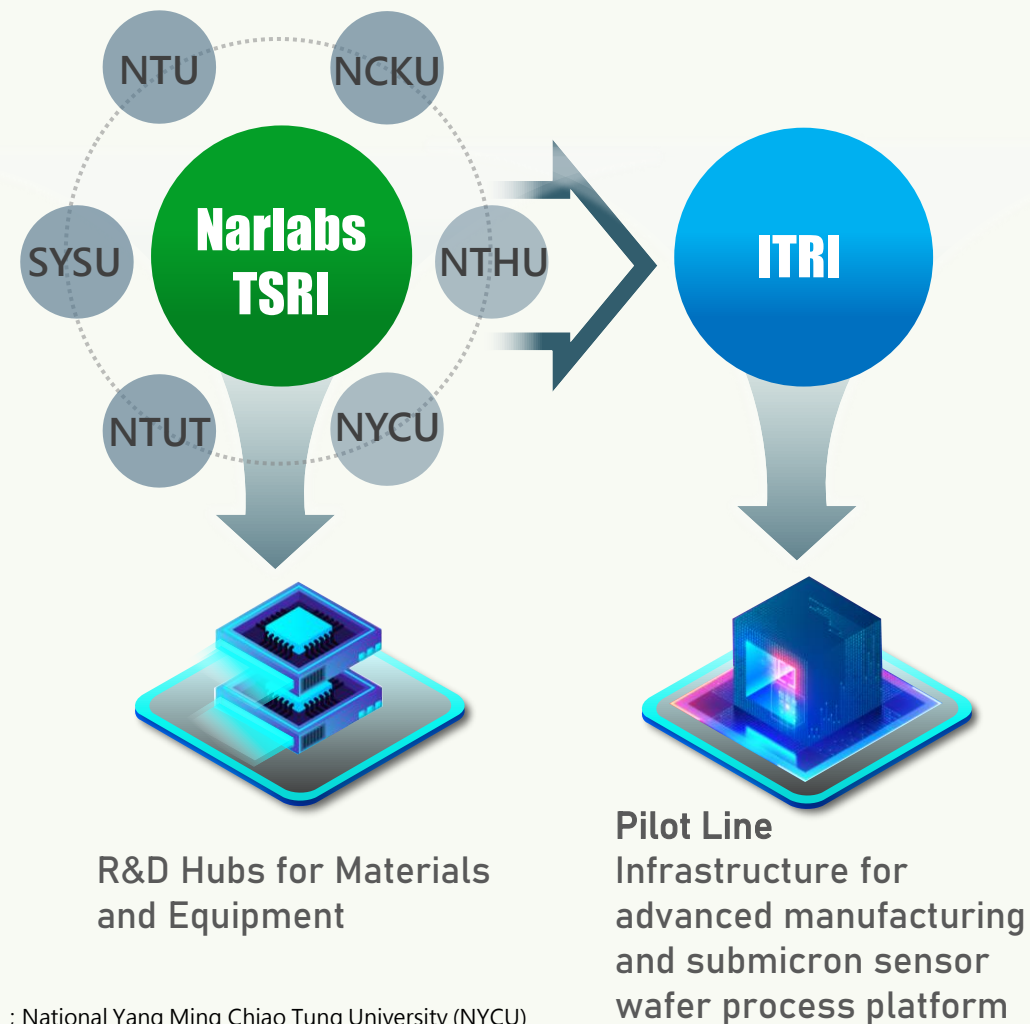 NTU
NCKU
Narlabs
TSRI
ITRI
SYSU
NTHU
NTUT
NYCU
R&D Hubs for Materials
and Equipment
Pilot Line
Infrastructure for
advanced manufacturing
and submicron sensor
wafer process platform
: National Yang Ming Chiao Tung University (NYCU)